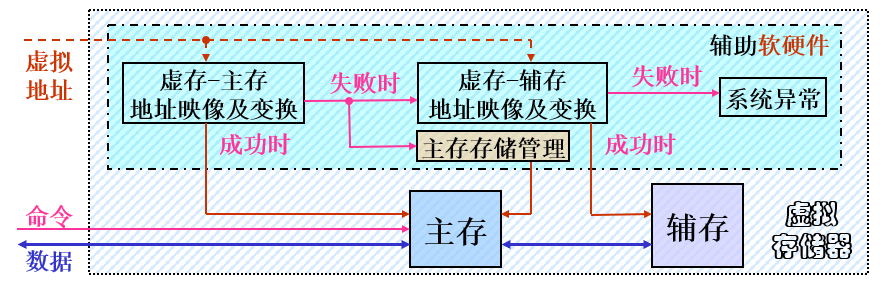 辅助软硬件
虚拟
地址
虚存-主存
地址映像及变换
失败时
虚存-辅存
地址映像及变换
失败时
系统异常
成功时
主存存储管理
成功时
命令
数据
主存
辅存
虚拟
存储器